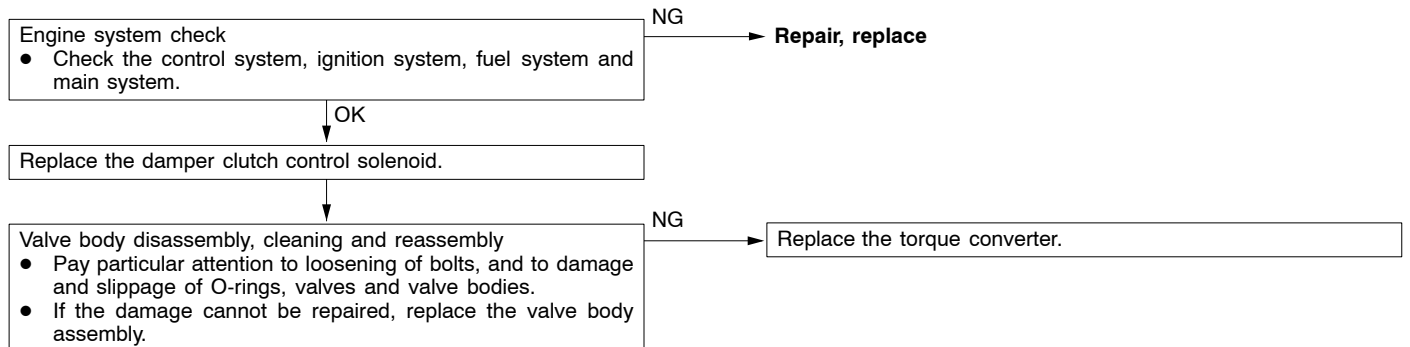 Engine system check
● Check the control system, ignition system, fuel system and
main system.
NG
Repair, replace
OK
Replace the damper clutch control solenoid.
Valve body disassembly, cleaning and reassembly
● Pay particular attention to loosening of bolts, and to damage
and slippage of O-rings, valves and valve bodies.
● If the damage cannot be repaired, replace the valve body
assembly.
NG
Replace the torque converter.